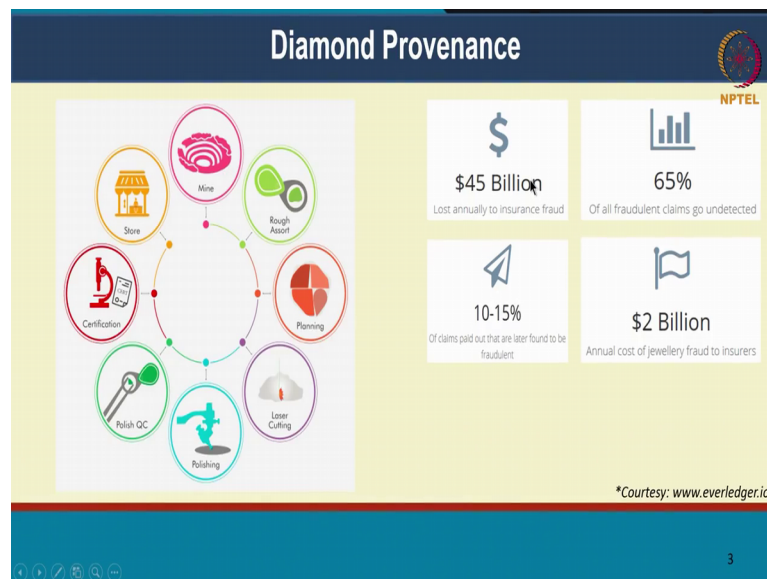 Diamond Provenance
NPTEL
Mine
Rough
Assort
Planning
Laser
Cutting
Polishing
Polish QC
Certification
CERT
Store
$
$45 Billion
Lost annually to insurance fraud
65%
Of all fraudulent claims go undetected
10-15%
Of claims paid out that are later found to be
fraudulent
$2 Billion
Annual cost of jewellery fraud to insurers
*Courtesy: www.everledger.io
3